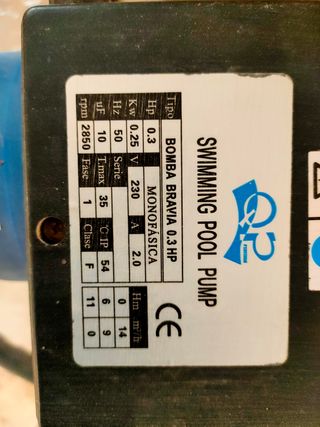 QP
SWIMMING POOL PUMP
Tipo BOMBA BRAVIA 0.3 HP
Hp. 0.3 MONOFÁSICA
Kw 0.25 V 230 A 2.0 Hm m³/h
Hz 50 Serie. 0 14
uF 10 T.max 35 °C IP 54 6 9
rpm 2850 Fase 1 Clase F 11 0
CE